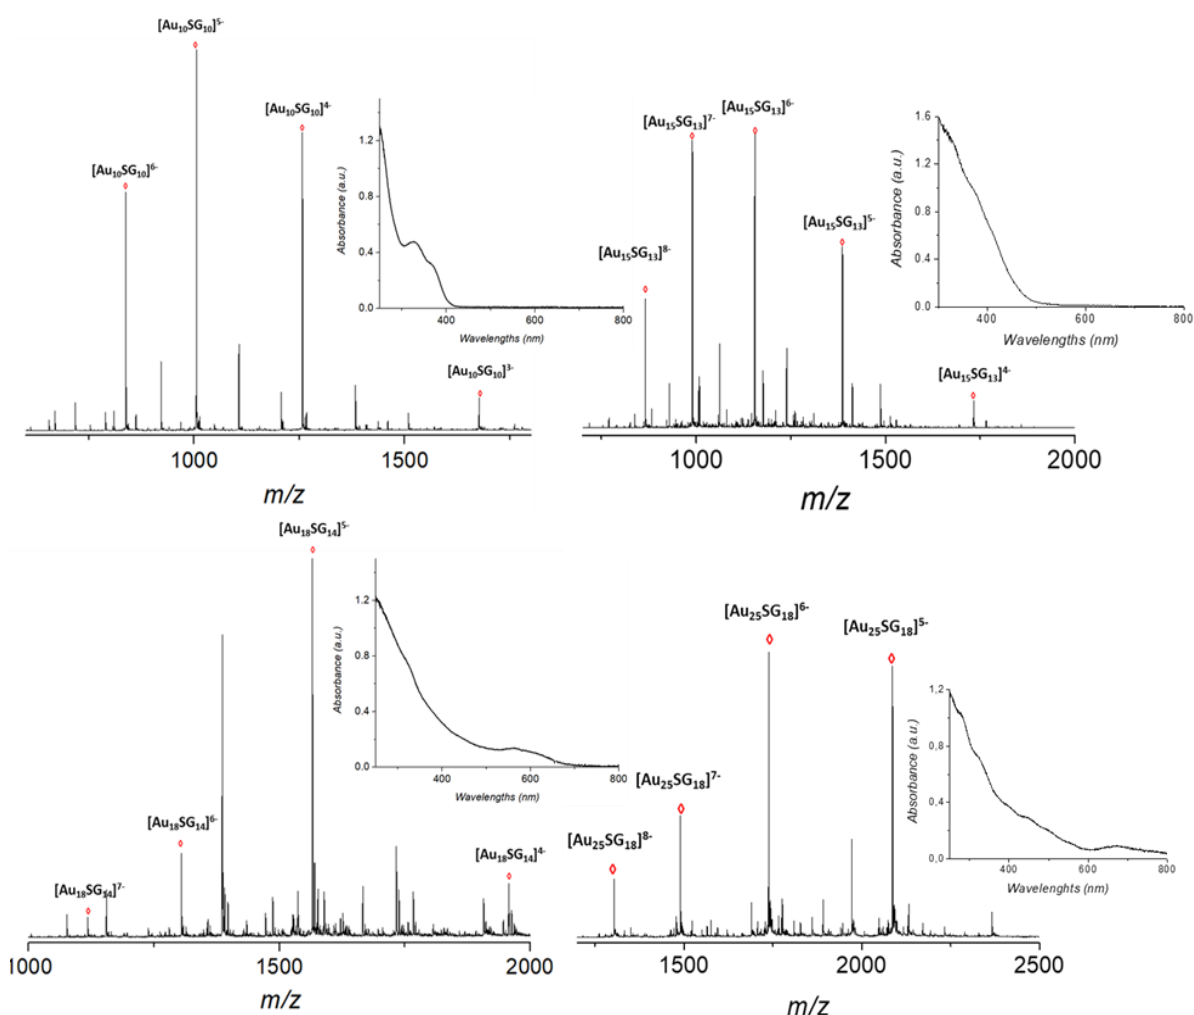 [Au₁₀SG₁₀]⁵⁻
[Au₁₀SG₁₀]⁴⁻
[Au₁₀SG₁₀]⁶⁻
[Au₁₀SG₁₀]³⁻
1000 1500
m/z
Absorbance (a.u.)
1.2
0.8
0.4
0.0
400 600 800
Wavelengths (nm)
[Au₁₅SG₁₃]⁶⁻
[Au₁₅SG₁₃]⁷⁻
[Au₁₅SG₁₃]⁵⁻
[Au₁₅SG₁₃]⁸⁻
[Au₁₅SG₁₃]⁴⁻
1000 1500 2000
m/z
Absorbance (a.u.)
1.6
1.2
0.8
0.4
0.0
400 600 800
Wavelengths (nm)
[Au₁₈SG₁₄]⁵⁻
[Au₁₈SG₁₄]⁶⁻
[Au₁₈SG₁₄]⁷⁻
[Au₁₈SG₁₄]⁴⁻
1000 1500 2000
m/z
Absorbance (a.u.)
1.2
0.8
0.4
0.0
400 600 800
Wavelengths (nm)
[Au₂₅SG₁₈]⁶⁻
[Au₂₅SG₁₈]⁵⁻
[Au₂₅SG₁₈]⁷⁻
[Au₂₅SG₁₈]⁸⁻
1500 2000 2500
m/z
Absorbance (a.u.)
1,2
0,8
0,4
0,0
400 600 800
Wavelenghts (nm)